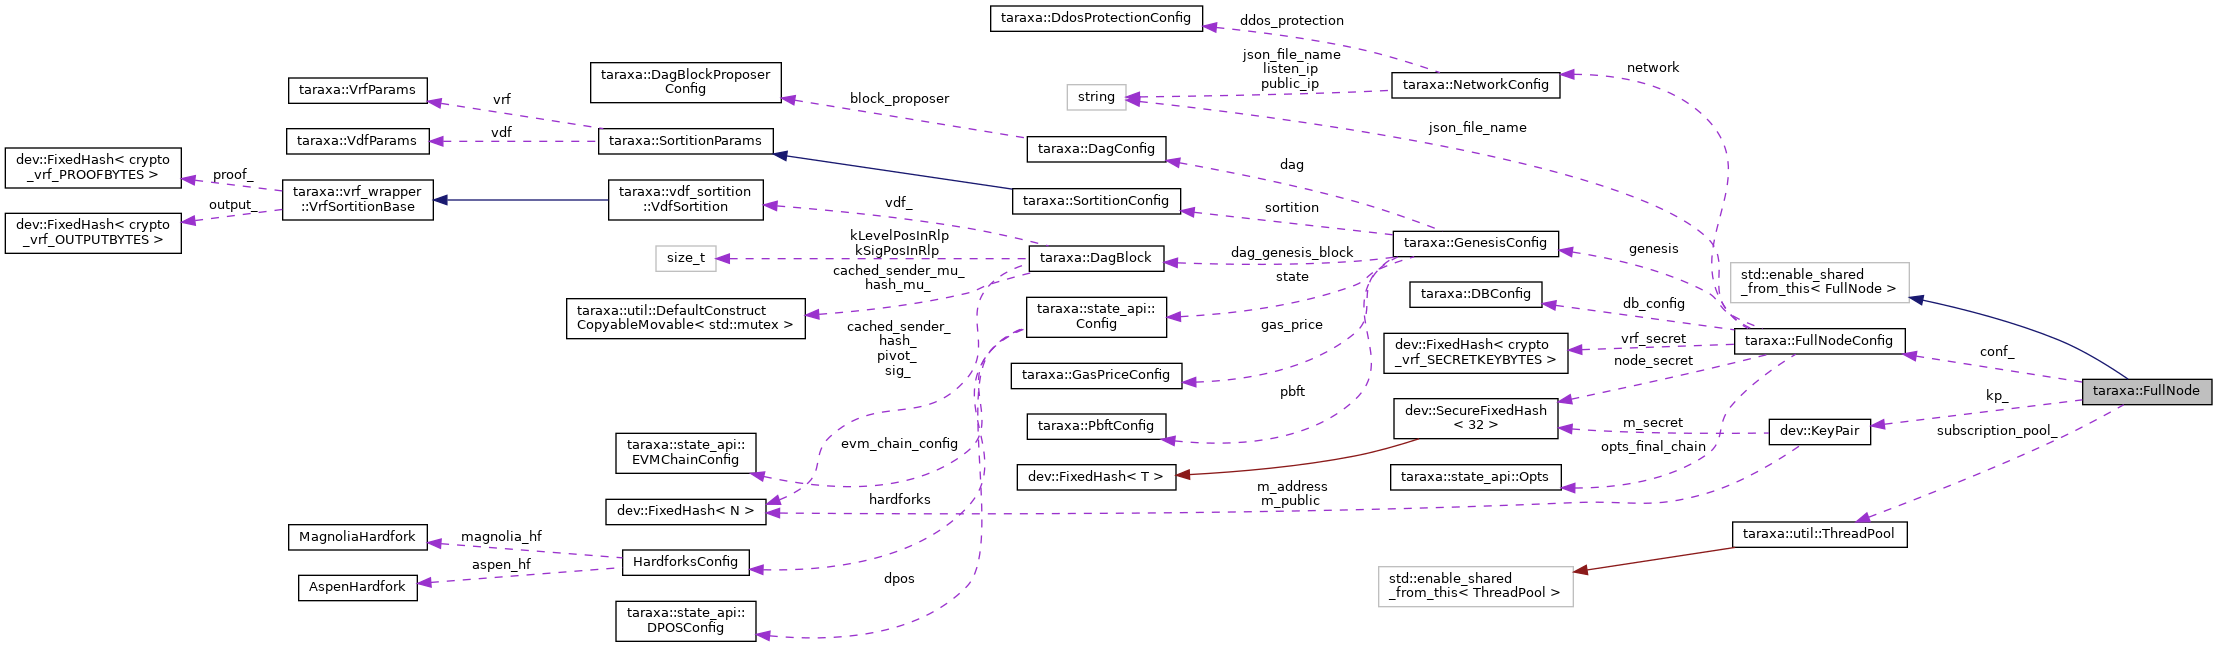 taraxa::DdosProtectionConfig
ddos_protection
json_file_name
listen_ip
public_ip
network
taraxa::DagBlockProposer
Config
taraxa::VrfParams
vrf
block_proposer
string
taraxa::NetworkConfig
json_file_name
taraxa::VdfParams
vdf
taraxa::SortitionParams
taraxa::DagConfig
dag
dev::FixedHash< crypto
_vrf_PROOFBYTES >
proof_
taraxa::vrf_wrapper
::VrfSortitionBase
taraxa::vdf_sortition
::VdfSortition
vdf_
taraxa::SortitionConfig
sortition
output_
dev::FixedHash< crypto
_vrf_OUTPUTBYTES >
kLevelPosInRlp
kSigPosInRlp
size_t
taraxa::DagBlock
dag_genesis_block
taraxa::GenesisConfig
genesis
cached_sender_mu_
hash_mu_
state
taraxa::DBConfig
db_config
std::enable_shared
_from_this< FullNode >
taraxa::util::DefaultConstruct
CopyableMovable< std::mutex >
taraxa::state_api::
Config
gas_price
cached_sender_
hash_
pivot_
sig_
dev::FixedHash< crypto
_vrf_SECRETKEYBYTES >
vrf_secret
node_secret
taraxa::FullNodeConfig
conf_
taraxa::GasPriceConfig
pbft
taraxa::FullNode
kp_
taraxa::PbftConfig
dev::SecureFixedHash
< 32 >
m_secret
dev::KeyPair
subscription_pool_
opts_final_chain
taraxa::state_api::
EVMChainConfig
evm_chain_config
dev::FixedHash< T >
taraxa::state_api::Opts
m_address
m_public
dev::FixedHash< N >
hardforks
MagnoliaHardfork
magnolia_hf
taraxa::util::ThreadPool
HardforksConfig
aspen_hf
AspenHardfork
dpos
std::enable_shared
_from_this< ThreadPool >
taraxa::state_api::
DPOSConfig